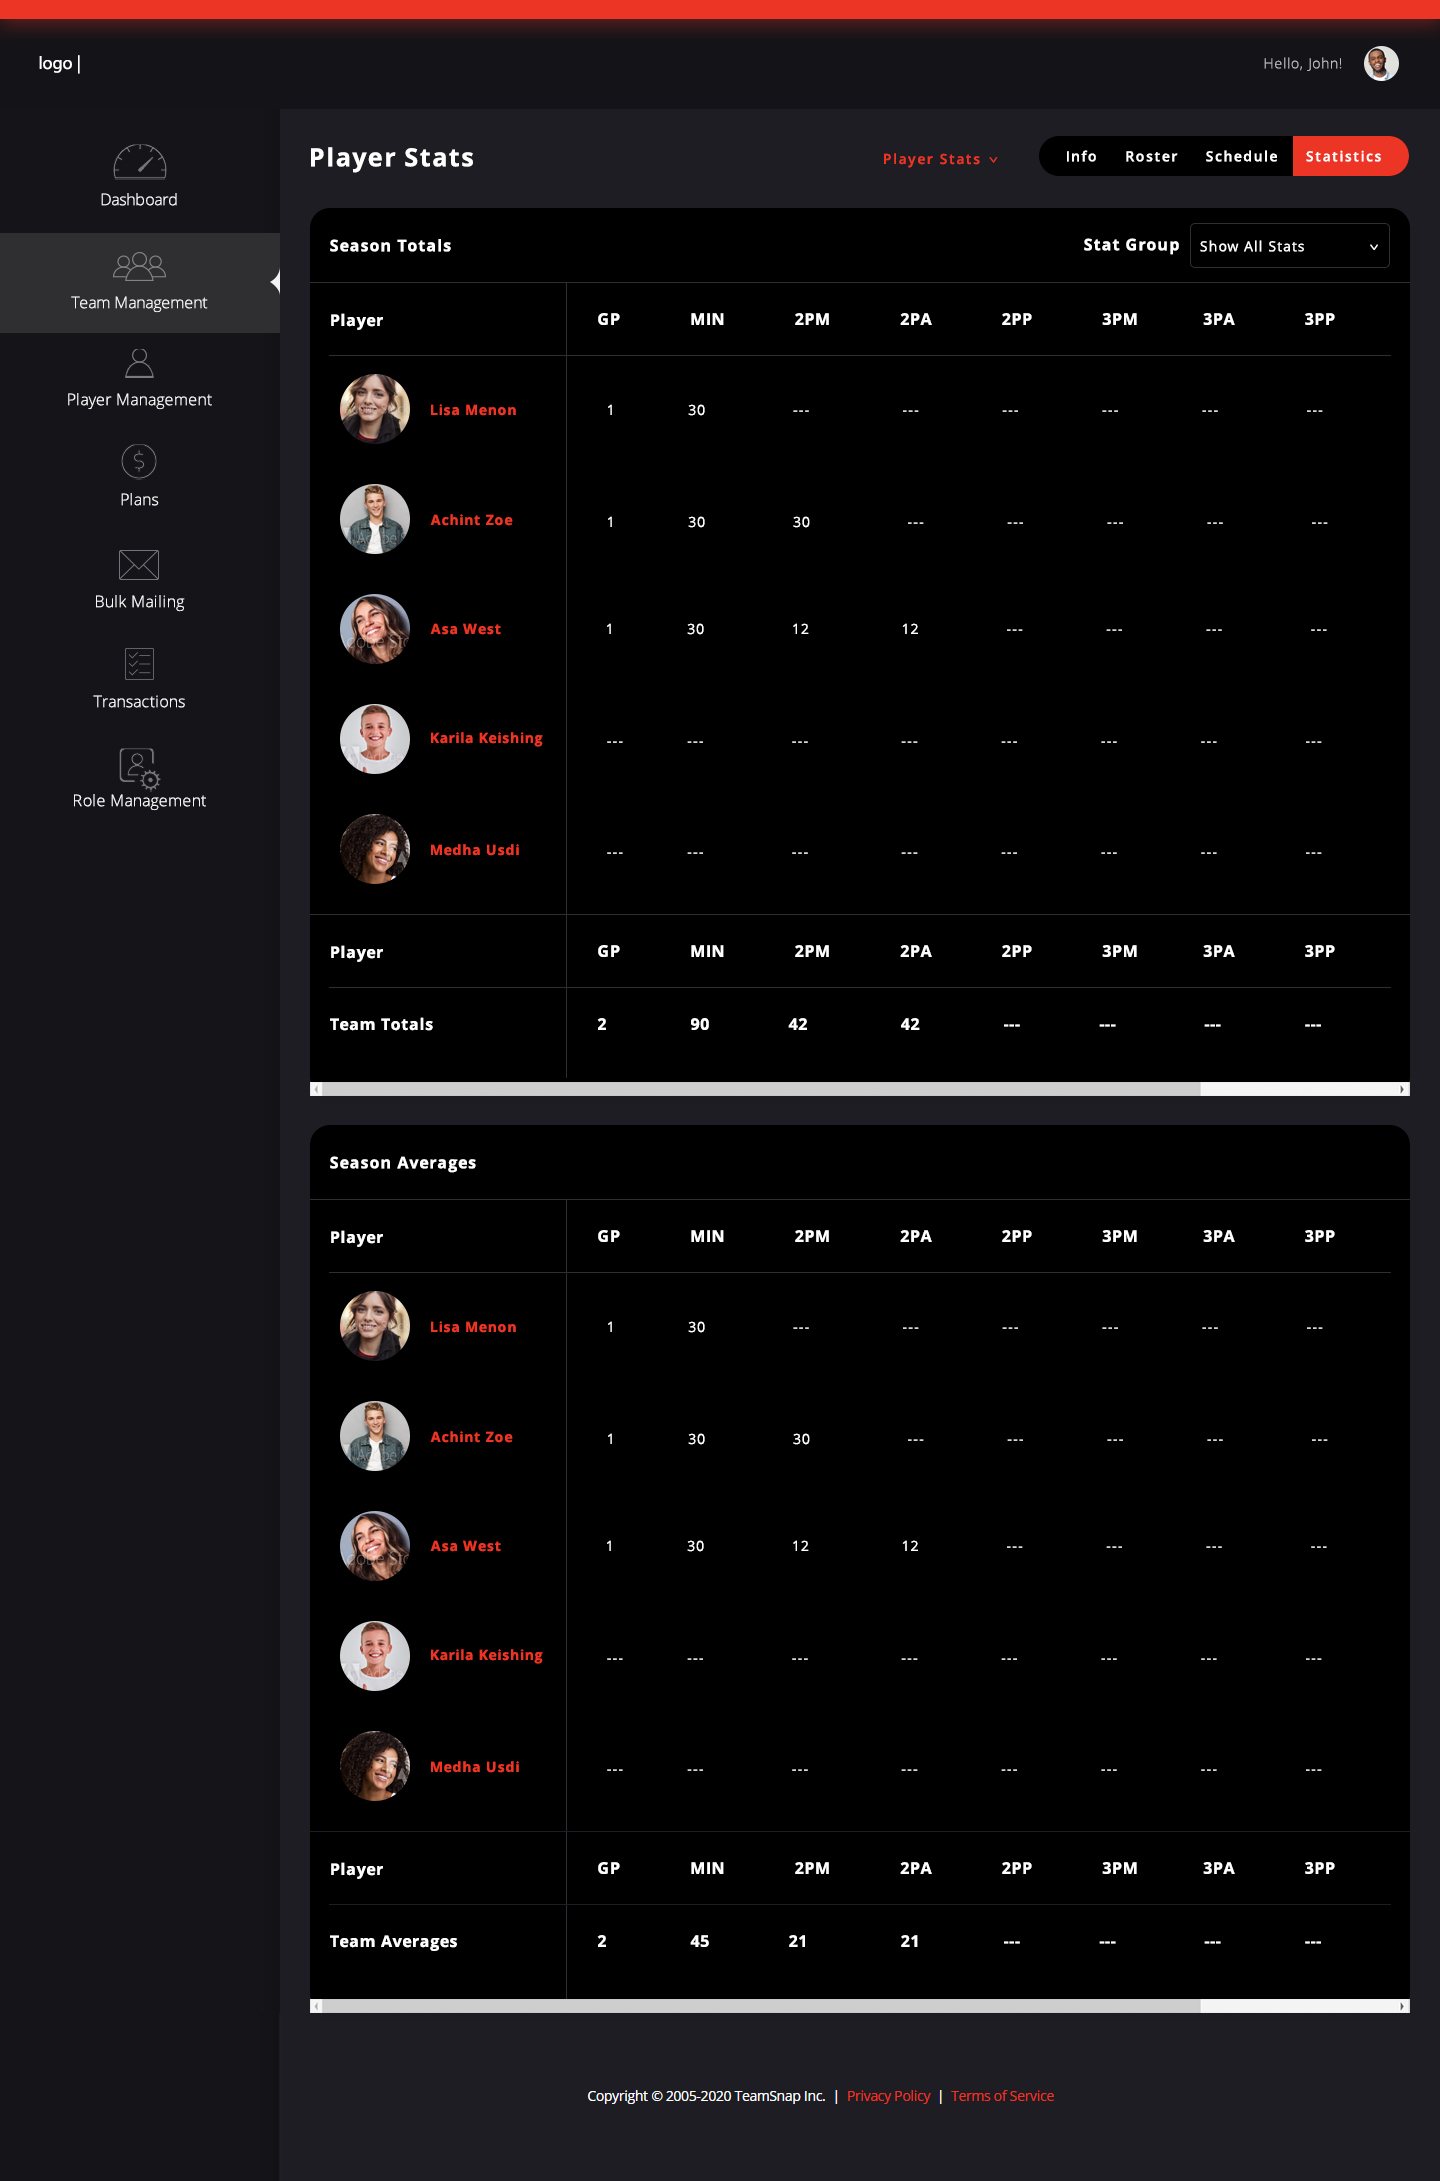 logo |
Hello, John!
Dashboard
Team Management
Player Management
Plans
Bulk Mailing
Transactions
Role Management
Player Stats
Player Stats
Info Roster Schedule Statistics
Season Totals
Stat Group Show All Stats
Player GP MIN 2PM 2PA 2PP 3PM 3PA 3PP
Lisa Menon 1 30 --- --- --- --- --- ---
Achint Zoe 1 30 30 --- --- --- --- ---
Asa West 1 30 12 12 --- --- --- ---
Karila Keishing --- --- --- --- --- --- --- ---
Medha Usdi --- --- --- --- --- --- --- ---
Player GP MIN 2PM 2PA 2PP 3PM 3PA 3PP
Team Totals 2 90 42 42 --- --- --- ---
Season Averages
Player GP MIN 2PM 2PA 2PP 3PM 3PA 3PP
Lisa Menon 1 30 --- --- --- --- --- ---
Achint Zoe 1 30 30 --- --- --- --- ---
Asa West 1 30 12 12 --- --- --- ---
Karila Keishing --- --- --- --- --- --- --- ---
Medha Usdi --- --- --- --- --- --- --- ---
Player GP MIN 2PM 2PA 2PP 3PM 3PA 3PP
Team Averages 2 45 21 21 --- --- --- ---
Copyright © 2005-2020 TeamSnap Inc. | Privacy Policy | Terms of Service